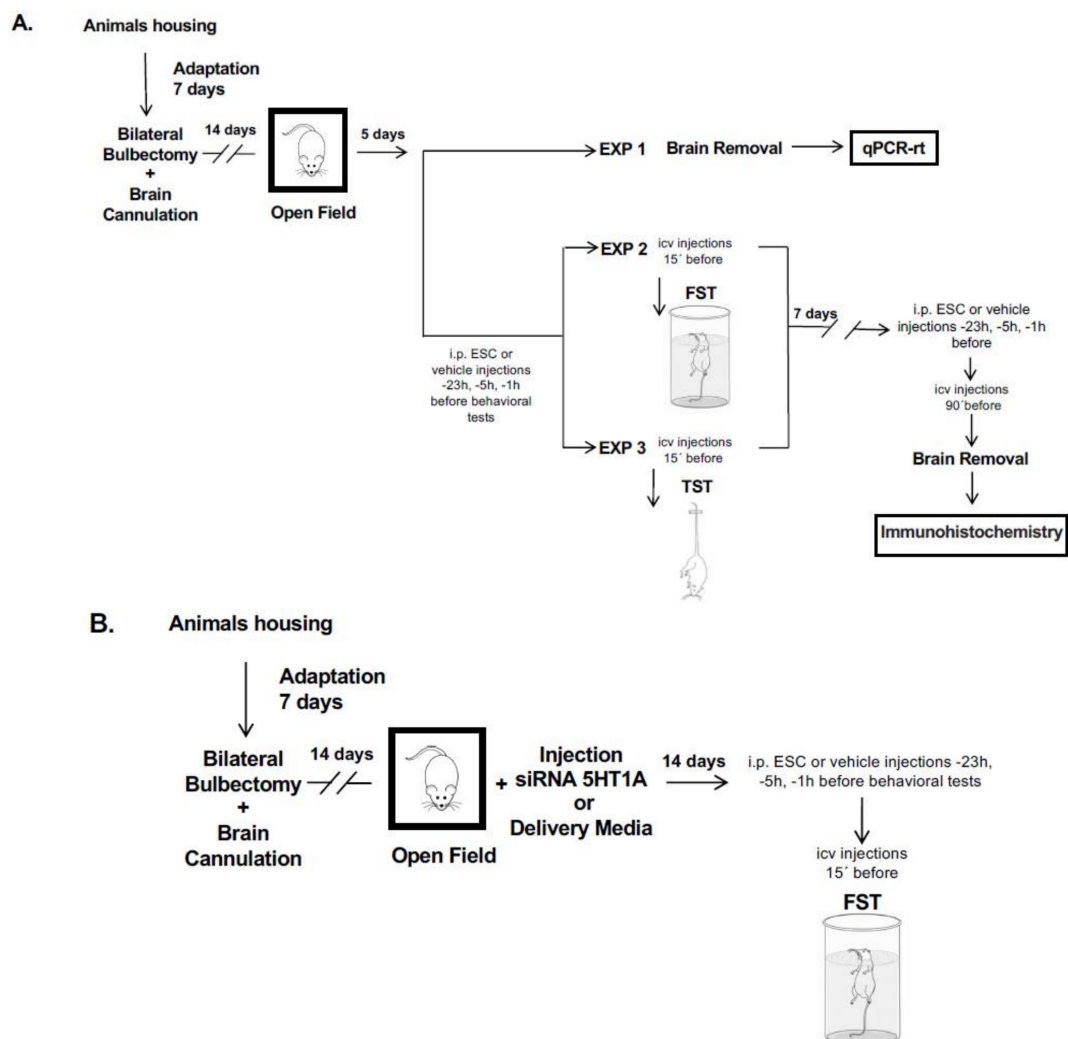 A.
Animals housing
Adaptation
7 days
Bilateral
Bulbectomy
+
Brain
Cannulation
14 days
Open Field
5 days
EXP 1
Brain Removal
qPCR-rt
i.p. ESC or
vehicle injections
-23h, -5h, -1h
before behavioral
tests
EXP 2
icv injections
15´ before
FST
EXP 3
icv injections
15´ before
TST
7 days
i.p. ESC or vehicle
injections -23h, -5h, -1h
before
icv injections
90´before
Brain Removal
Immunohistochemistry
B.
Animals housing
Adaptation
7 days
Bilateral
Bulbectomy
+
Brain
Cannulation
14 days
Open Field
+
Injection
siRNA 5HT1A
or
Delivery Media
14 days
i.p. ESC or vehicle injections -23h,
-5h, -1h before behavioral tests
icv injections
15´ before
FST